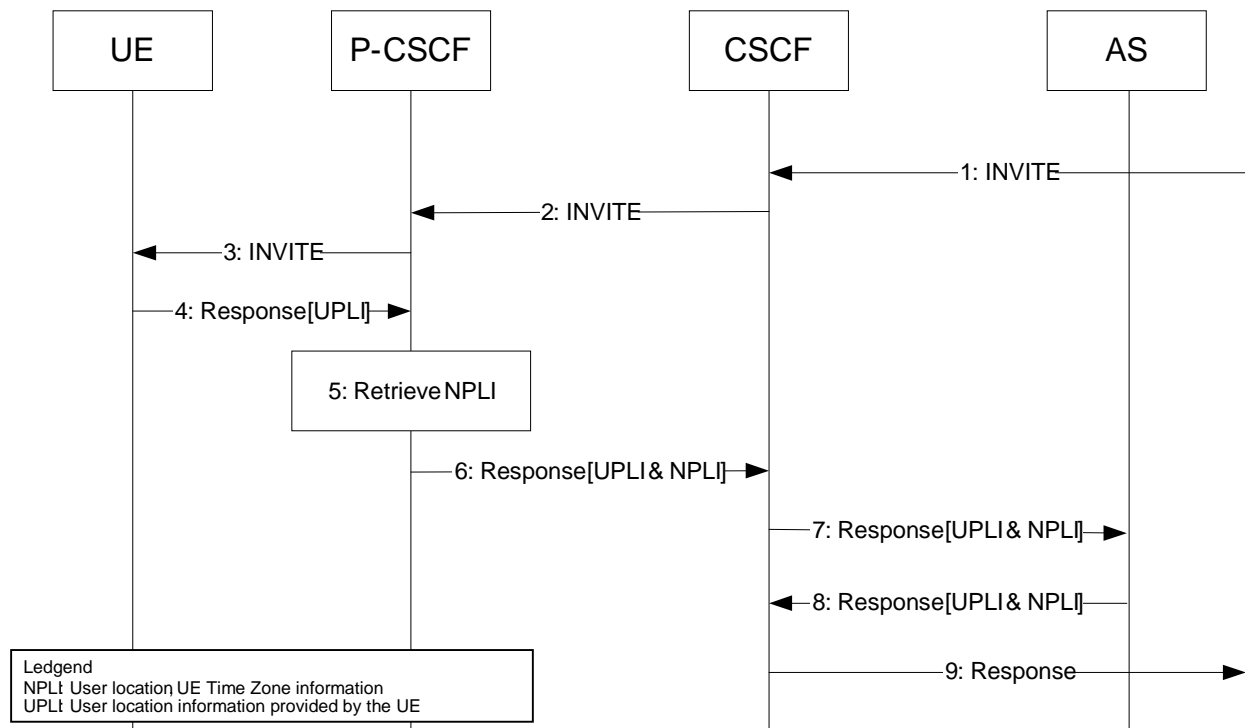 UE
P-CSCF
CSCF
AS
1: INVITE
2: INVITE
3: INVITE
4: Response[UPLI]
5: Retrieve NPLI
6: Response[UPLI & NPLI]
7: Response[UPLI & NPLI]
8: Response[UPLI & NPLI]
9: Response
Ledgend
NPLI: User location, UE Time Zone information
UPLI: User location information provided by the UE